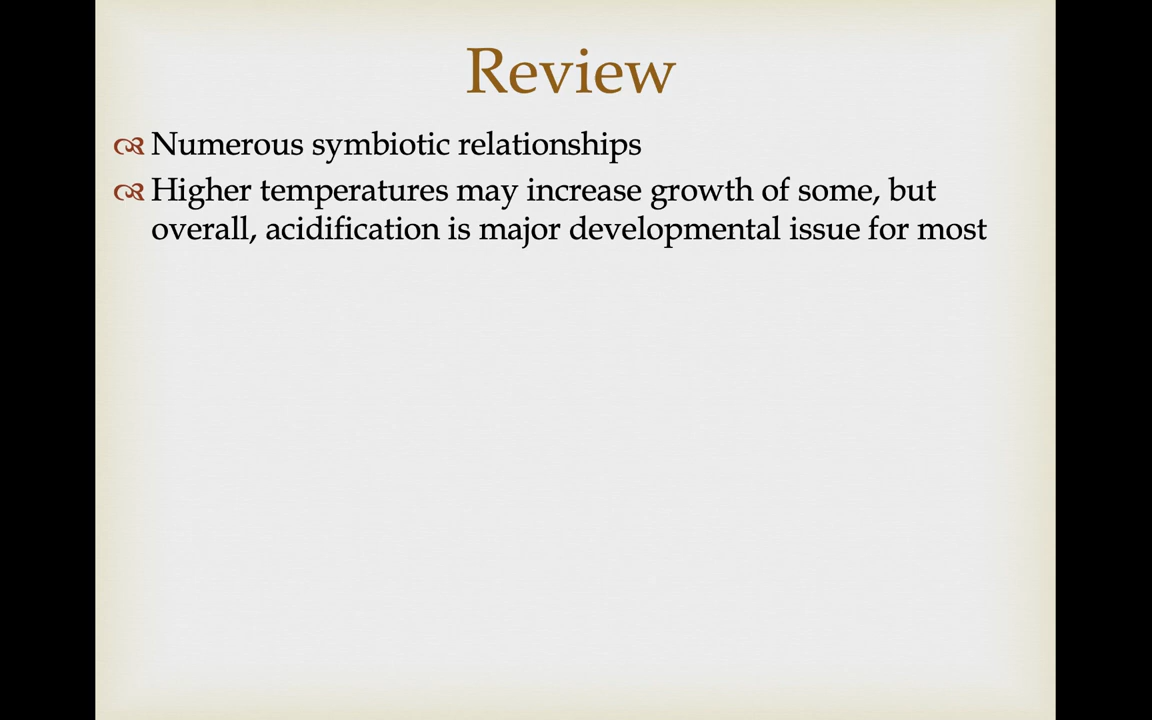 Review
Numerous symbiotic relationships
Higher temperatures may increase growth of some, but
overall, acidification is major developmental issue for most